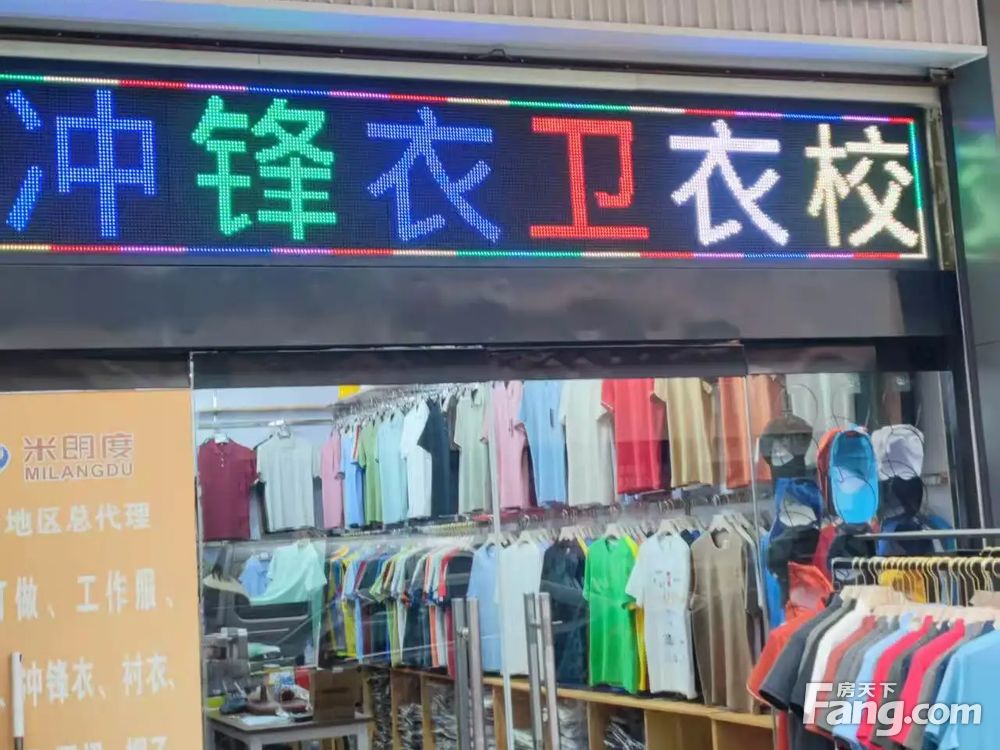 冲锋衣卫衣校
米朗度
MILANGDU
地区总代理
做、工作服、
冲锋衣、衬衣、
房天下
Fang.com